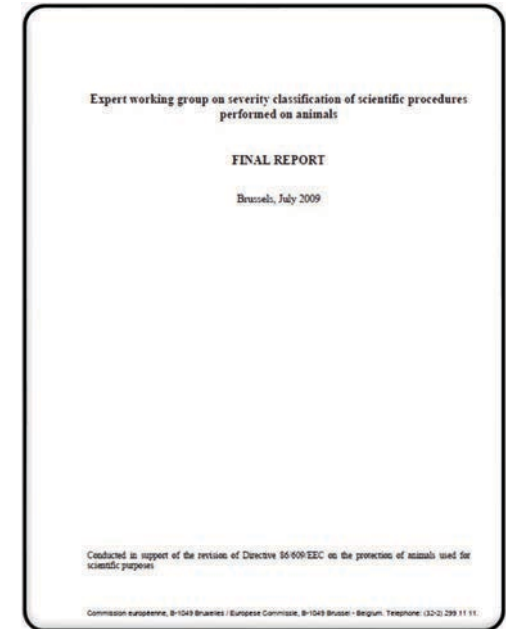 Expert working group on severity classification of scientific procedures
performed on animals
FINAL REPORT
Brussels, July 2009
Conducted in support of the revision of Directive 86/609/EEC on the protection of animals used for
scientific purposes
Commission européenne, B-1049 Bruxelles / Europese Commissie, B-1049 Brussel - Belgium. Telephone: (32-2) 299 11 11.